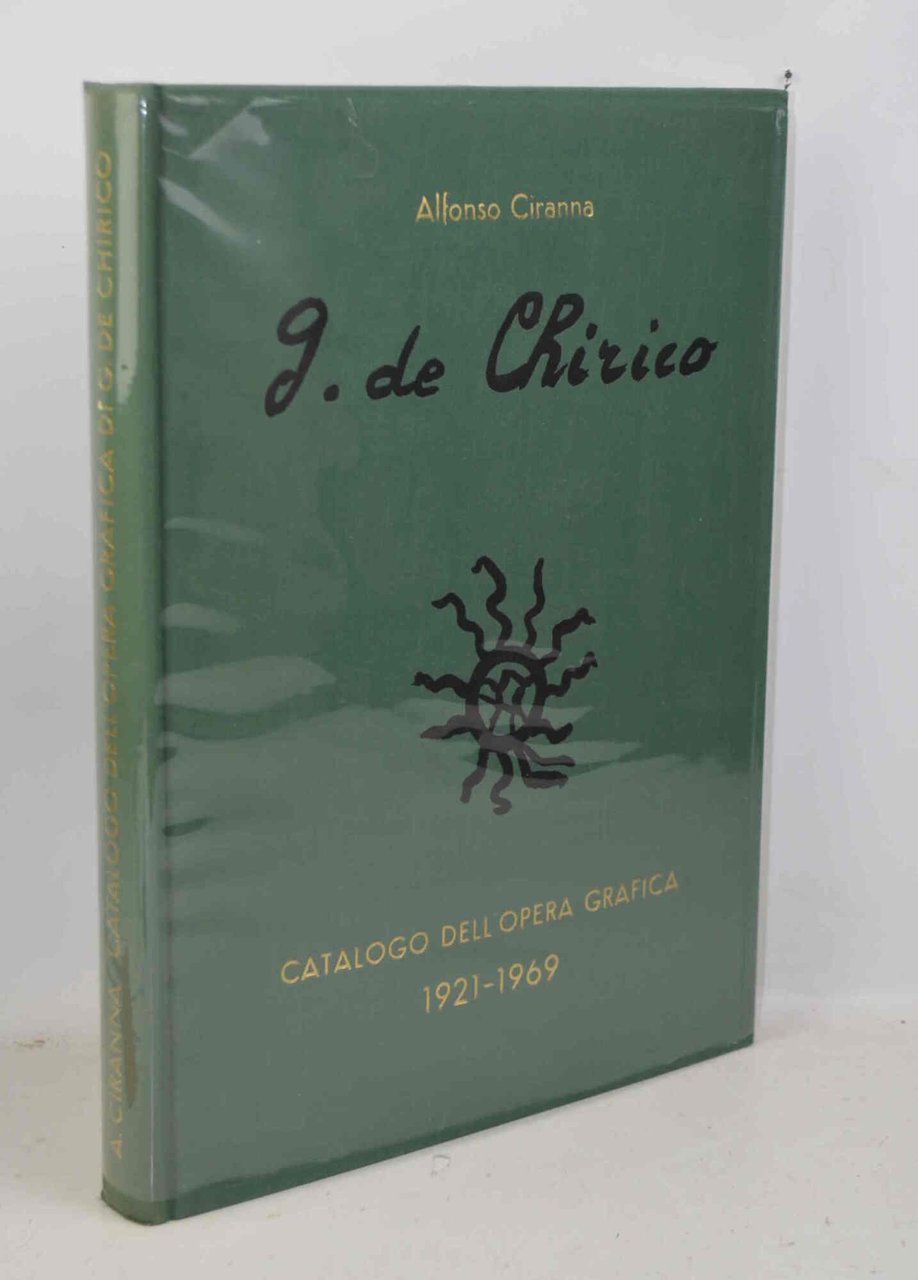 Alfonso Ciranna
g. de Chirico
CATALOGO DELL'OPERA GRAFICA
1921-1969
A. CIRANNA/CATALOGO DELL'OPERA GRAFICA DI G DE CHIRICO